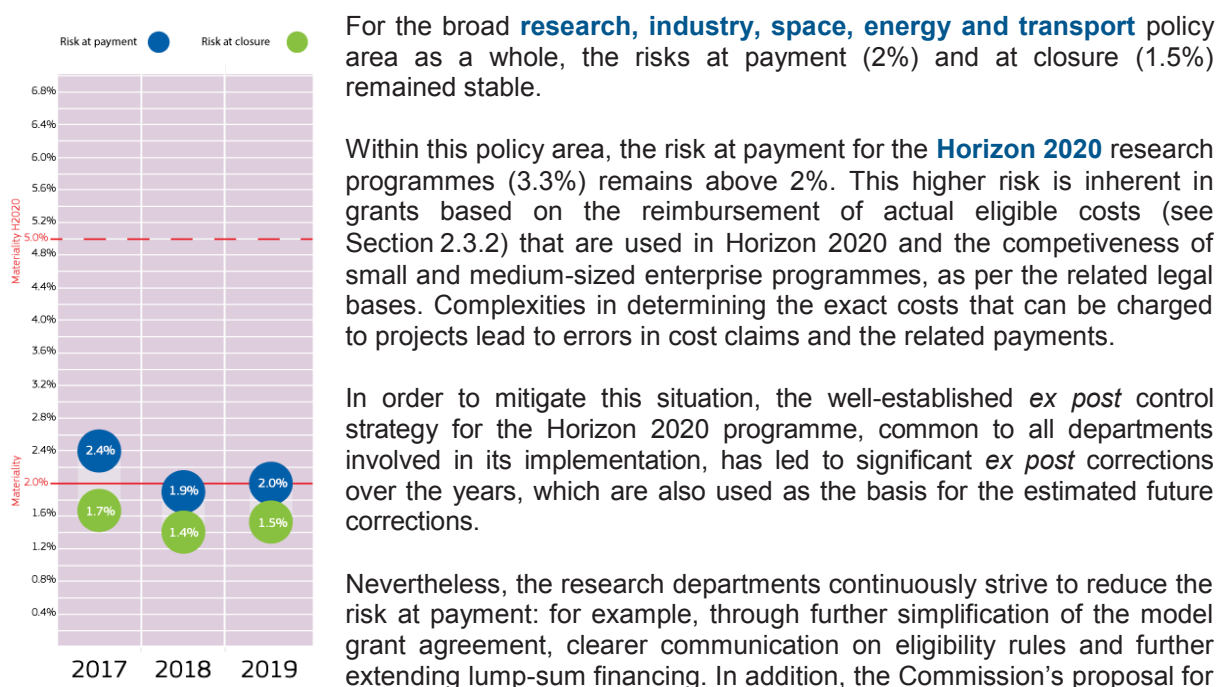 Risk at payment
Risk at closure
6.8%
6.4%
6.0%
5.6%
5.2%
Materiality H2020
5.0%
4.8%
4.4%
4.0%
3.6%
3.2%
2.8%
2.4%
Materiality
2.0%
1.6%
1.2%
0.8%
0.4%
2.4%
1.7%
1.9%
1.4%
2.0%
1.5%
2017 2018 2019
For the broad research, industry, space, energy and transport policy
area as a whole, the risks at payment (2%) and at closure (1.5%)
remained stable.
Within this policy area, the risk at payment for the Horizon 2020 research
programmes (3.3%) remains above 2%. This higher risk is inherent in
grants based on the reimbursement of actual eligible costs (see
Section 2.3.2) that are used in Horizon 2020 and the competiveness of
small and medium-sized enterprise programmes, as per the related legal
bases. Complexities in determining the exact costs that can be charged
to projects lead to errors in cost claims and the related payments.
In order to mitigate this situation, the well-established ex post control
strategy for the Horizon 2020 programme, common to all departments
involved in its implementation, has led to significant ex post corrections
over the years, which are also used as the basis for the estimated future
corrections.
Nevertheless, the research departments continuously strive to reduce the
risk at payment: for example, through further simplification of the model
grant agreement, clearer communication on eligibility rules and further
extending lump-sum financing. In addition, the Commission's proposal for